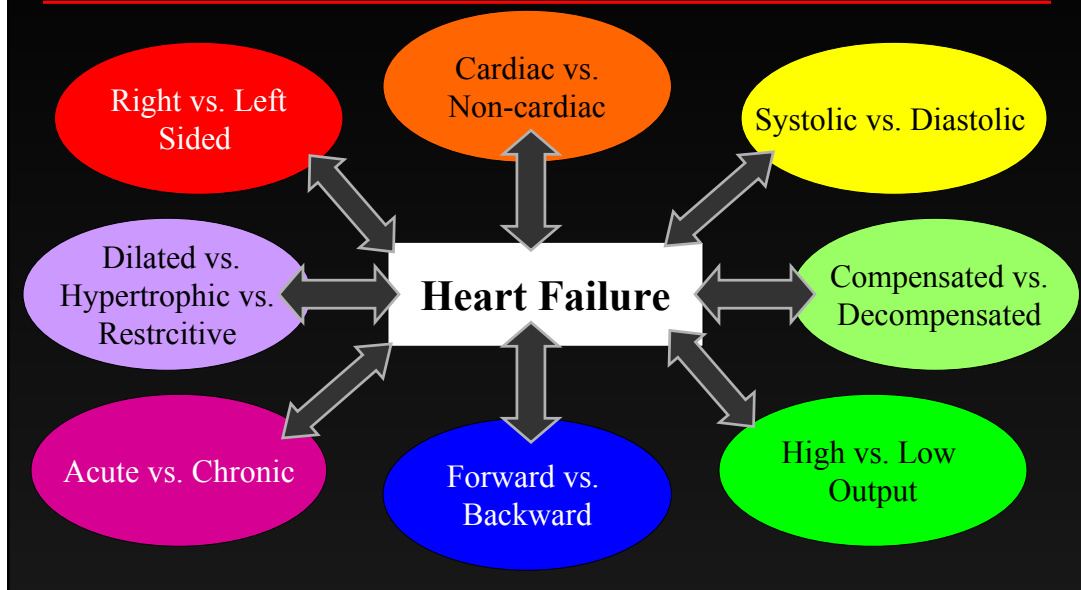 Cardiac vs.
Non-cardiac
Right vs. Left
Sided
Systolic vs. Diastolic
Dilated vs.
Hypertrophic vs.
Restrcitive
Heart Failure
Compensated vs.
Decompensated
Acute vs. Chronic
Forward vs.
Backward
High vs. Low
Output